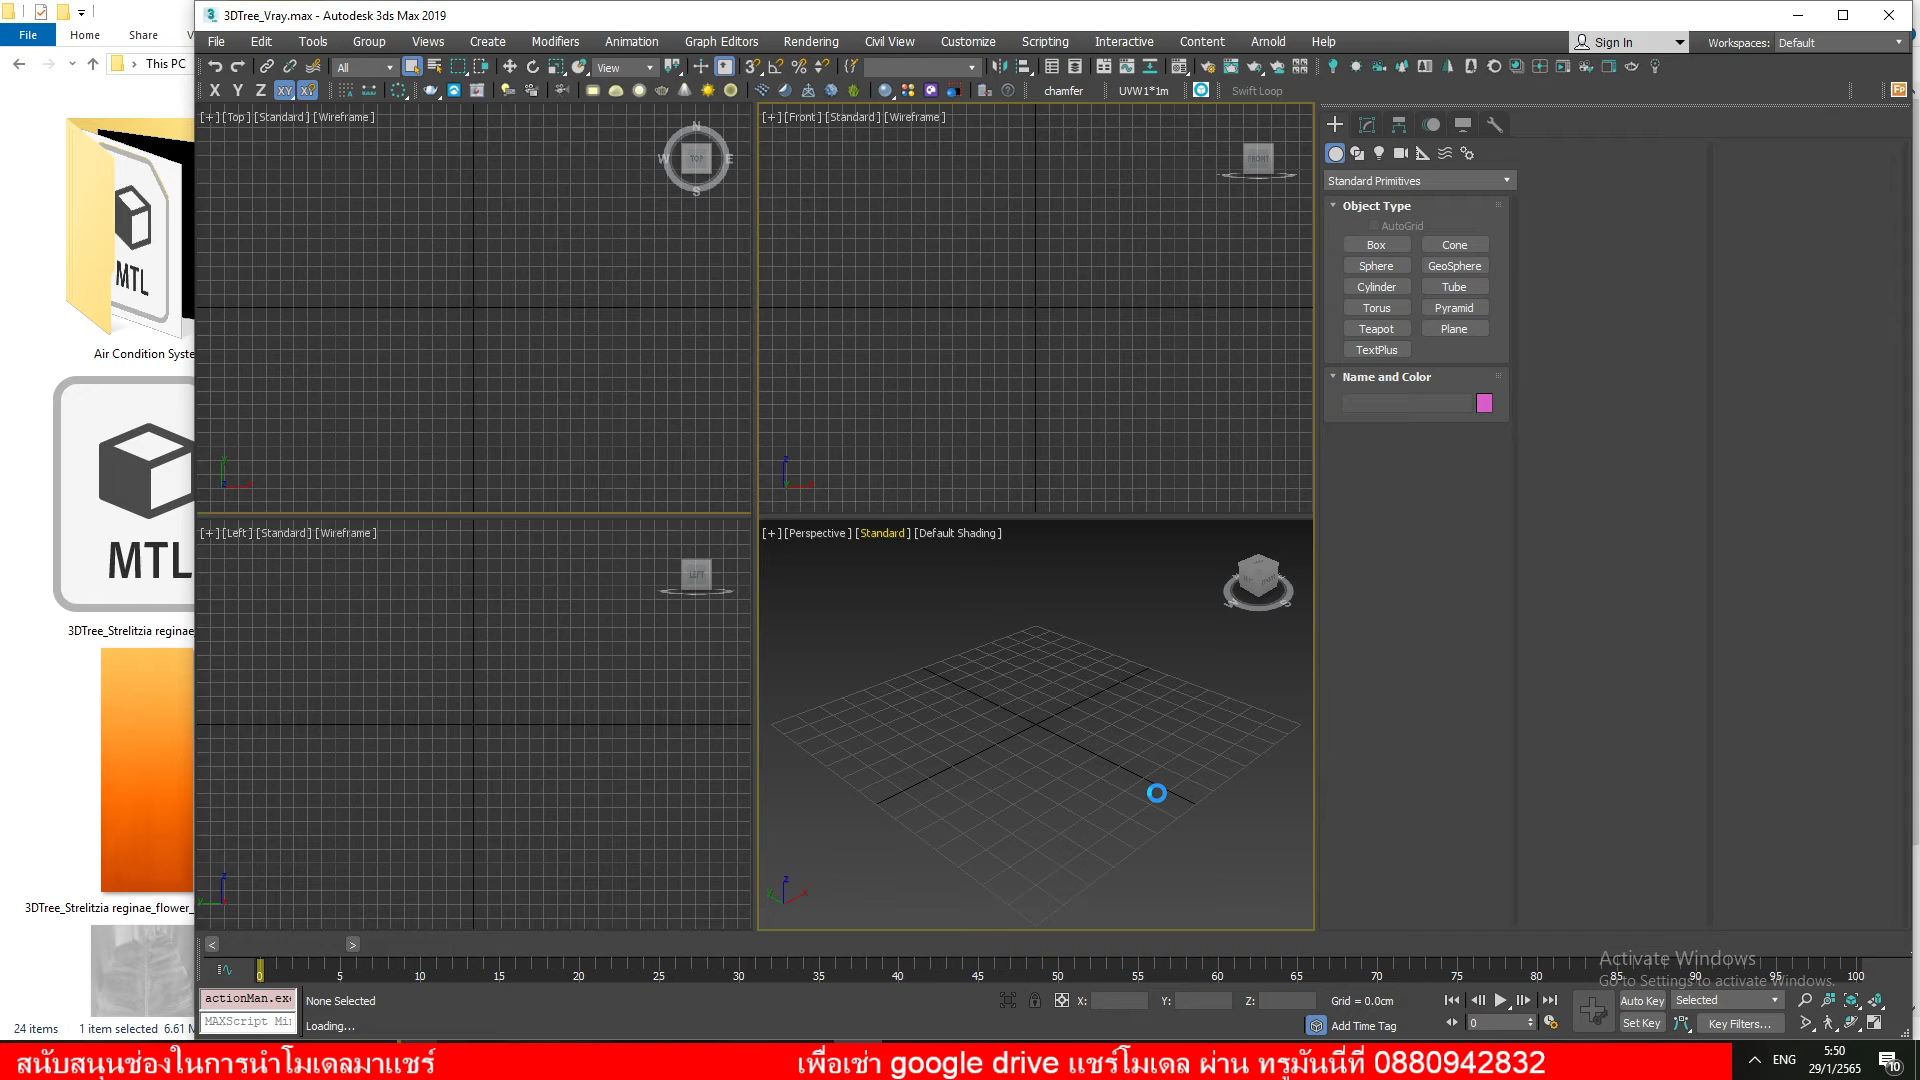 3DTree_Vray.max - Autodesk 3ds Max 2019
File Home Share
This PC
File Edit Tools Group Views Create Modifiers Animation Graph Editors Rendering Civil View Customize Scripting Interactive Content Arnold Help
Sign In
Workspaces: Default
All
View
X Y Z XY
chamfer UVW1*1m Swift Loop
[+] [Top] [Standard] [Wireframe]
[+] [Front] [Standard] [Wireframe]
N
W TOP E
S
FRONT
Standard Primitives
Object Type
AutoGrid
Box Cone
Sphere GeoSphere
Cylinder Tube
Torus Pyramid
Teapot Plane
TextPlus
Name and Color
MTL
Air Condition Syste
MTL
3DTree_Strelitzia reginae
3DTree_Strelitzia reginae_flower_
[+] [Left] [Standard] [Wireframe]
[+] [Perspective] [Standard] [Default Shading]
LEFT
0 5 10 15 20 25 30 35 40 45 50 55 60 65 70 75 80 85 90 95 100
Activate Windows
Go to Settings to activate Windows.
actionMan.exe
None Selected
X: Y: Z: Grid = 0.0cm
Auto Key Selected
MAXScript Mi
Loading...
Add Time Tag
0
Set Key Key Filters...
24 items 1 item selected 6.61 M
สนับสนุนช่องในการนำโมเดลมาแชร์
เพื่อเช่า google drive แชร์โมเดล ผ่าน ทรูมันนี่ที่ 0880942832
ENG
5:50
29/1/2565
10